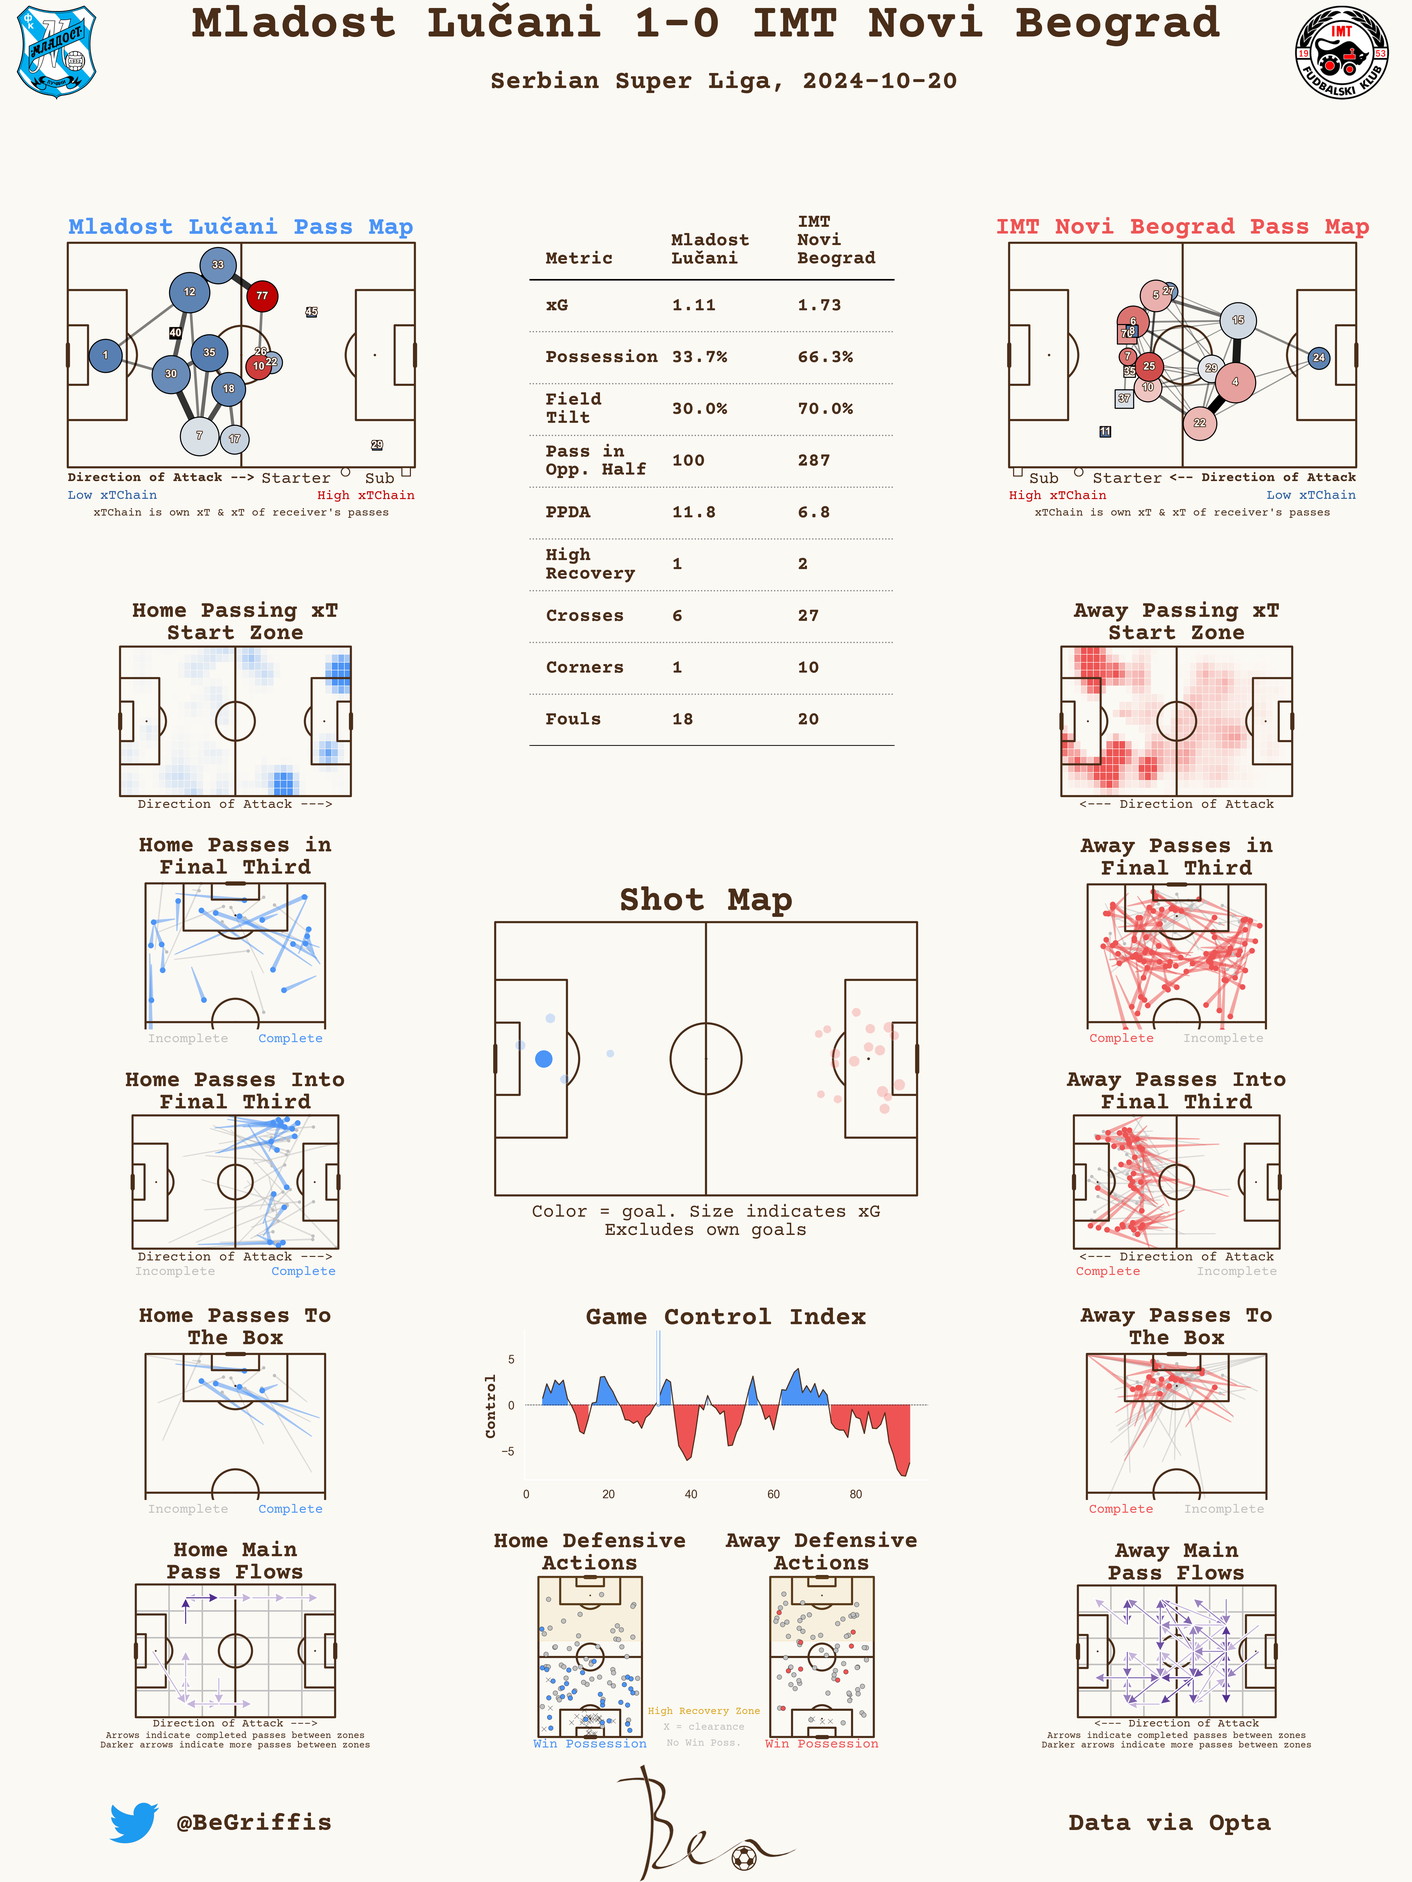 Mladost Lučani 1-0 IMT Novi Beograd
Serbian Super Liga, 2024-10-20
ФК
МЛАДОСТ
ЛУЧАНИ
IMT
19 53
FUDBALSKI KLUB
Mladost Lučani Pass Map
33
12
77
45
40
1
35
26
22
10
30
18
7
17
29
Direction of Attack --> Starter Sub
Low xTChain High xTChain
xTChain is own xT & xT of receiver's passes
Metric Mladost Lučani IMT Novi Beograd
xG 1.11 1.73
Possession 33.7% 66.3%
Field Tilt 30.0% 70.0%
Pass in Opp. Half 100 287
PPDA 11.8 6.8
High Recovery 1 2
Crosses 6 27
Corners 1 10
Fouls 18 20
IMT Novi Beograd Pass Map
5
27
6
8
15
7
25
35
29
24
10
4
37
22
11
Sub Starter <-- Direction of Attack
High xTChain Low xTChain
xTChain is own xT & xT of receiver's passes
Home Passing xT
Start Zone
Direction of Attack --->
Away Passing xT
Start Zone
<--- Direction of Attack
Home Passes in
Final Third
Incomplete Complete
Shot Map
Color = goal. Size indicates xG
Excludes own goals
Away Passes in
Final Third
Complete Incomplete
Home Passes Into
Final Third
Direction of Attack --->
Incomplete Complete
Away Passes Into
Final Third
<--- Direction of Attack
Complete Incomplete
Home Passes To
The Box
Incomplete Complete
Game Control Index
Control
5
0
−5
0 20 40 60 80
Away Passes To
The Box
Complete Incomplete
Home Main
Pass Flows
Direction of Attack --->
Arrows indicate completed passes between zones
Darker arrows indicate more passes between zones
Home Defensive
Actions
Win Possession
High Recovery Zone
X = clearance
No Win Poss.
Away Defensive
Actions
Win Possession
Away Main
Pass Flows
<--- Direction of Attack
Arrows indicate completed passes between zones
Darker arrows indicate more passes between zones
@BeGriffis
Ben
Data via Opta